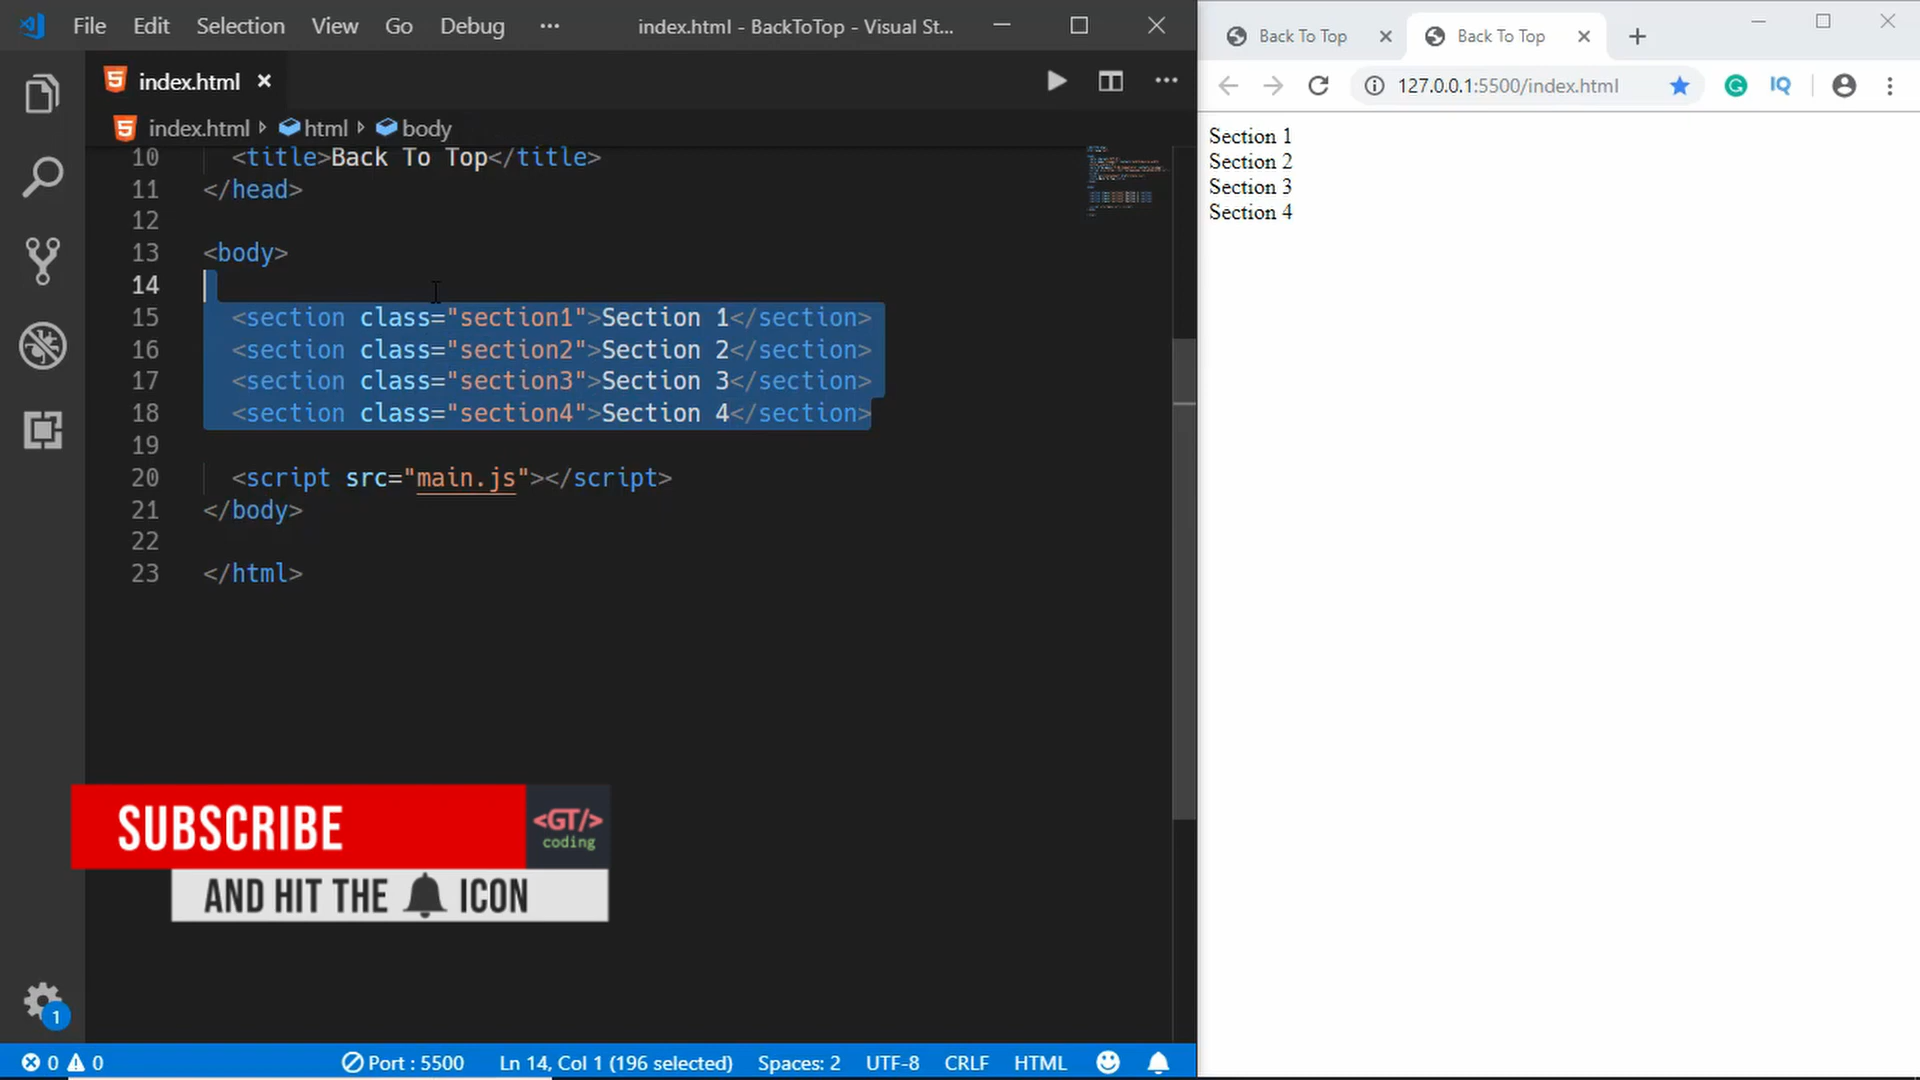 File Edit Selection View Go Debug ··· index.html - BackToTop - Visual St...
index.html
index.html html body
10 <title>Back To Top</title>
11 </head>
12
13 <body>
14
15 <section class="section1">Section 1</section>
16 <section class="section2">Section 2</section>
17 <section class="section3">Section 3</section>
18 <section class="section4">Section 4</section>
19
20 <script src="main.js"></script>
21 </body>
22
23 </html>
SUBSCRIBE
<GT/>
coding
AND HIT THE ICON
1
0 0 Port : 5500 Ln 14, Col 1 (196 selected) Spaces: 2 UTF-8 CRLF HTML
Back To Top Back To Top
127.0.0.1:5500/index.html G IQ
Section 1
Section 2
Section 3
Section 4